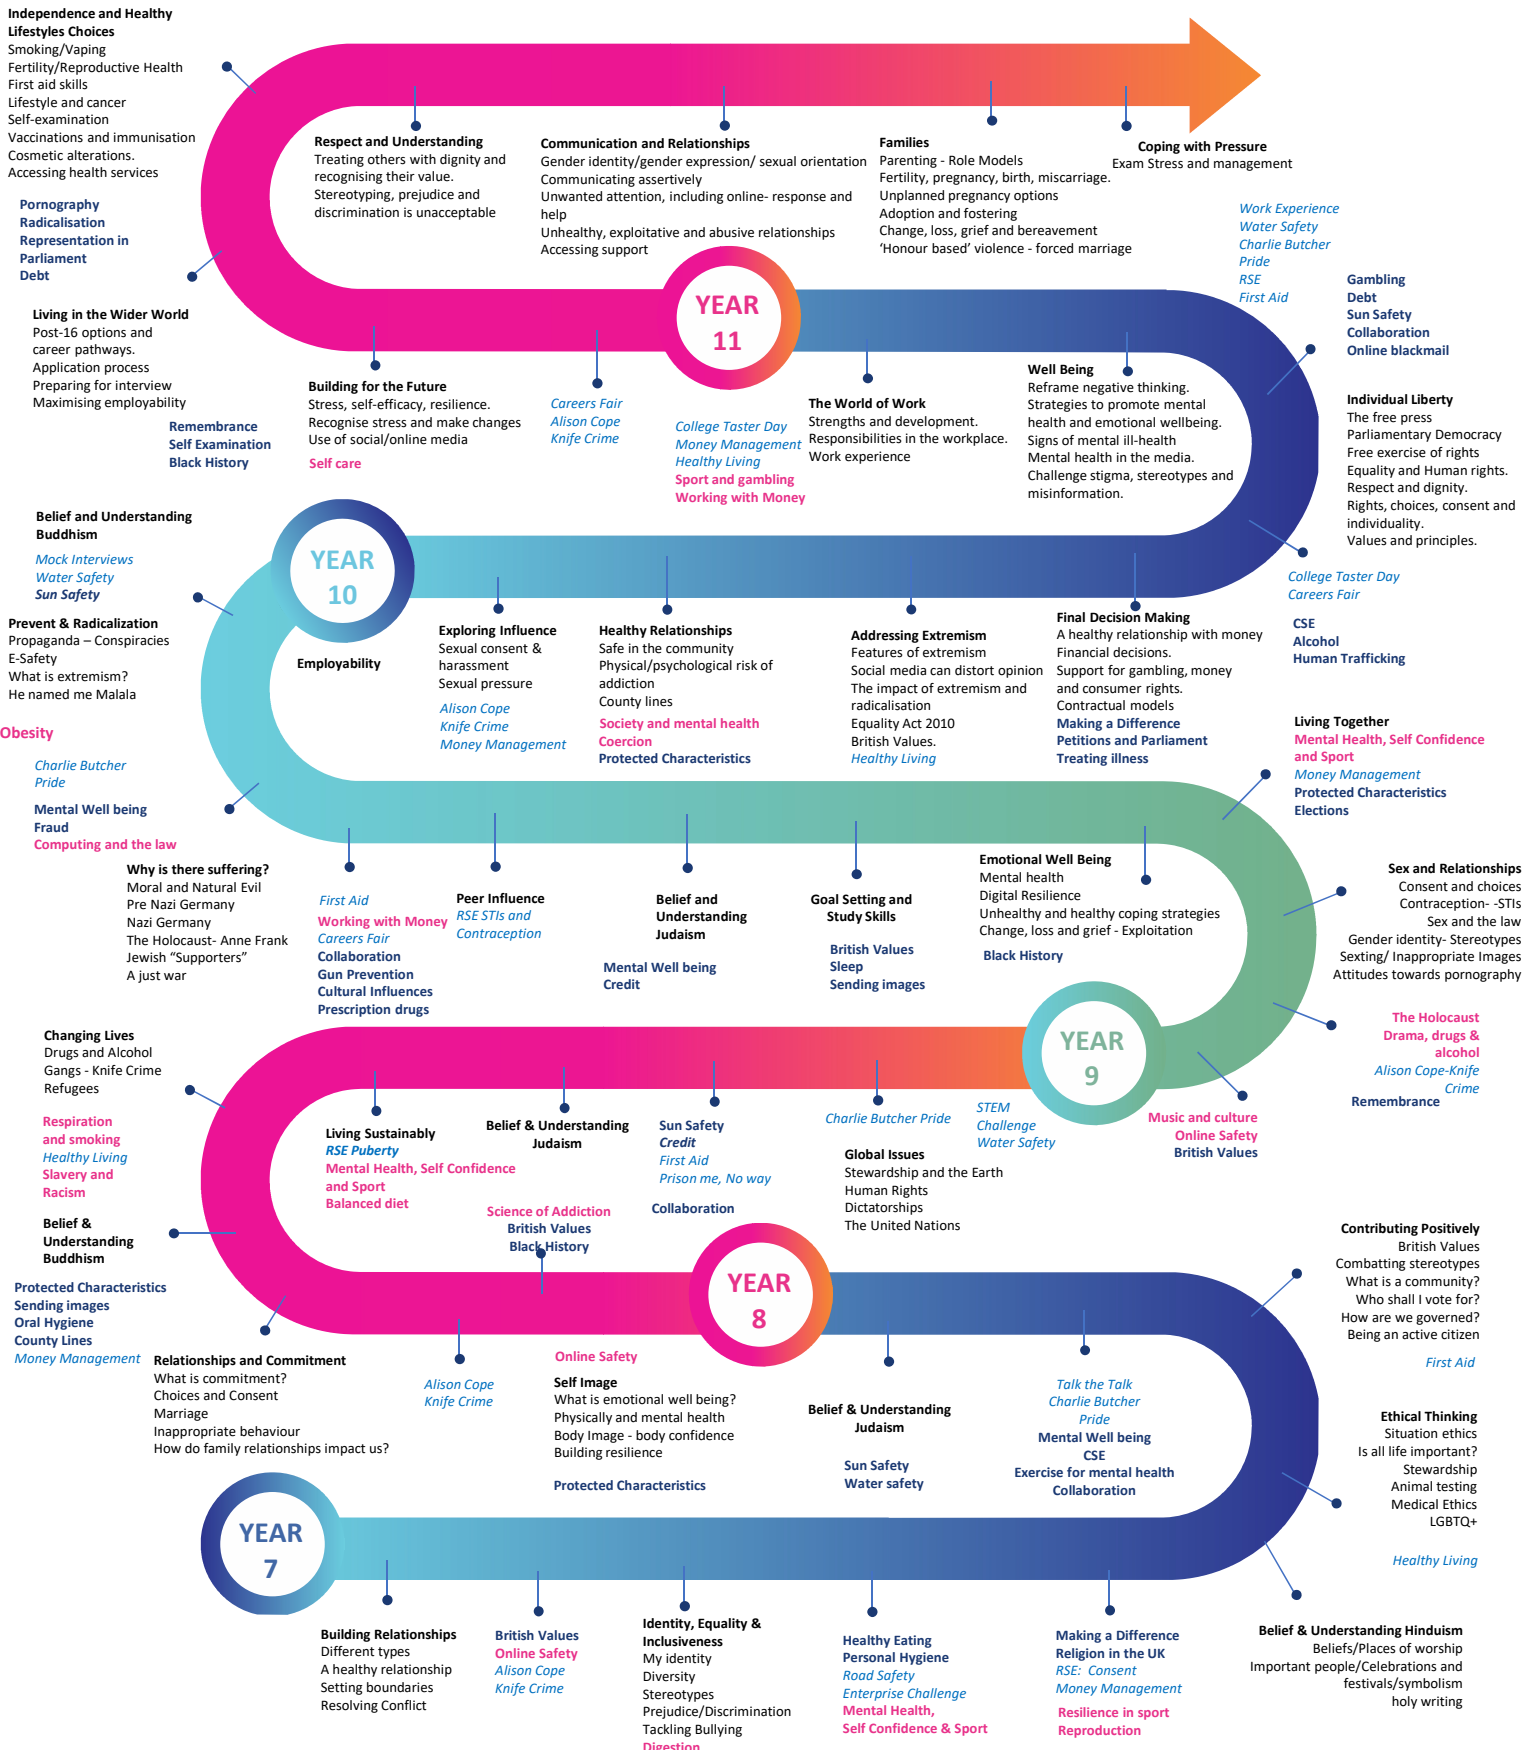 Independence and Healthy
Lifestyles Choices
Smoking/Vaping
Fertility/Reproductive Health
First aid skills
Lifestyle and cancer
Self-examination
Vaccinations and immunisation
Cosmetic alterations.
Accessing health services
Pornography
Radicalisation
Representation in
Parliament
Debt
Respect and Understanding
Treating others with dignity and
recognising their value.
Stereotyping, prejudice and
discrimination is unacceptable
Communication and Relationships
Gender identity/gender expression/ sexual orientation
Communicating assertively
Unwanted attention, including online- response and
help
Unhealthy, exploitative and abusive relationships
Accessing support
Families
Parenting - Role Models
Fertility, pregnancy, birth, miscarriage.
Unplanned pregnancy options
Adoption and fostering
Change, loss, grief and bereavement
‘Honour based’ violence - forced marriage
Coping with Pressure
Exam Stress and management
Work Experience
Water Safety
Charlie Butcher
Pride
RSE
First Aid
Gambling
Debt
Sun Safety
Collaboration
Online blackmail
Living in the Wider World
Post-16 options and
career pathways.
Application process
Preparing for interview
Maximising employability
Remembrance
Self Examination
Black History
Building for the Future
Stress, self-efficacy, resilience.
Recognise stress and make changes
Use of social/online media
Self care
Careers Fair
Alison Cope
Knife Crime
YEAR
11
College Taster Day
Money Management
Healthy Living
Sport and gambling
Working with Money
The World of Work
Strengths and development.
Responsibilities in the workplace.
Work experience
Well Being
Reframe negative thinking.
Strategies to promote mental
health and emotional wellbeing.
Signs of mental ill-health
Mental health in the media.
Challenge stigma, stereotypes and
misinformation.
Individual Liberty
The free press
Parliamentary Democracy
Free exercise of rights
Equality and Human rights.
Respect and dignity.
Rights, choices, consent and
individuality.
Values and principles.
College Taster Day
Careers Fair
CSE
Alcohol
Human Trafficking
Belief and Understanding
Buddhism
Mock Interviews
Water Safety
Sun Safety
Prevent & Radicalization
Propaganda – Conspiracies
E-Safety
What is extremism?
He named me Malala
Obesity
Charlie Butcher
Pride
Mental Well being
Fraud
Computing and the law
YEAR
10
Employability
Exploring Influence
Sexual consent &
harassment
Sexual pressure
Alison Cope
Knife Crime
Money Management
Healthy Relationships
Safe in the community
Physical/psychological risk of
addiction
County lines
Society and mental health
Coercion
Protected Characteristics
Addressing Extremism
Features of extremism
Social media can distort opinion
The impact of extremism and
radicalisation
Equality Act 2010
British Values.
Healthy Living
Final Decision Making
A healthy relationship with money
Financial decisions.
Support for gambling, money
and consumer rights.
Contractual models
Making a Difference
Petitions and Parliament
Treating illness
Living Together
Mental Health, Self Confidence
and Sport
Money Management
Protected Characteristics
Elections
Why is there suffering?
Moral and Natural Evil
Pre Nazi Germany
Nazi Germany
The Holocaust- Anne Frank
Jewish “Supporters”
A just war
First Aid
Working with Money
Careers Fair
Collaboration
Gun Prevention
Cultural Influences
Prescription drugs
Peer Influence
RSE STIs and
Contraception
Belief and
Understanding
Judaism
Mental Well being
Credit
Goal Setting and
Study Skills
British Values
Sleep
Sending images
Emotional Well Being
Mental health
Digital Resilience
Unhealthy and healthy coping strategies
Change, loss and grief - Exploitation
Black History
Sex and Relationships
Consent and choices
Contraception- -STIs
Sex and the law
Gender identity- Stereotypes
Sexting/ Inappropriate Images
Attitudes towards pornography
The Holocaust
Drama, drugs &
alcohol
Alison Cope-Knife
Crime
Remembrance
YEAR
9
Music and culture
Online Safety
British Values
Changing Lives
Drugs and Alcohol
Gangs - Knife Crime
Refugees
Respiration
and smoking
Healthy Living
Slavery and
Racism
Belief &
Understanding
Buddhism
Protected Characteristics
Sending images
Oral Hygiene
County Lines
Money Management
Living Sustainably
RSE Puberty
Mental Health, Self Confidence
and Sport
Balanced diet
Belief & Understanding
Judaism
Science of Addiction
British Values
Black History
Sun Safety
Credit
First Aid
Prison me, No way
Collaboration
Charlie Butcher Pride
Global Issues
Stewardship and the Earth
Human Rights
Dictatorships
The United Nations
STEM
Challenge
Water Safety
YEAR
8
Contributing Positively
British Values
Combatting stereotypes
What is a community?
Who shall I vote for?
How are we governed?
Being an active citizen
First Aid
Relationships and Commitment
What is commitment?
Choices and Consent
Marriage
Inappropriate behaviour
How do family relationships impact us?
Alison Cope
Knife Crime
Online Safety
Self Image
What is emotional well being?
Physically and mental health
Body Image - body confidence
Building resilience
Protected Characteristics
Belief & Understanding
Judaism
Sun Safety
Water safety
Talk the Talk
Charlie Butcher
Pride
Mental Well being
CSE
Exercise for mental health
Collaboration
Ethical Thinking
Situation ethics
Is all life important?
Stewardship
Animal testing
Medical Ethics
LGBTQ+
Healthy Living
YEAR
7
Building Relationships
Different types
A healthy relationship
Setting boundaries
Resolving Conflict
British Values
Online Safety
Alison Cope
Knife Crime
Identity, Equality &
Inclusiveness
My identity
Diversity
Stereotypes
Prejudice/Discrimination
Tackling Bullying
Digestion
Healthy Eating
Personal Hygiene
Road Safety
Enterprise Challenge
Mental Health,
Self Confidence & Sport
Making a Difference
Religion in the UK
RSE: Consent
Money Management
Resilience in sport
Reproduction
Belief & Understanding Hinduism
Beliefs/Places of worship
Important people/Celebrations and
festivals/symbolism
holy writing